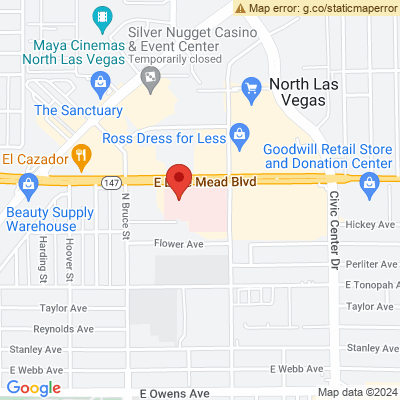 Map error: g.co/staticmaperror
Maya Cinemas
North Las Vegas
Silver Nugget Casino
& Event Center
Temporarily closed
North Las
Vegas
The Sanctuary
Ross Dress for Less
Goodwill Retail Store
and Donation Center
El Cazador
147
E Lake Mead Blvd
Beauty Supply
Warehouse
N Bruce St
Civic Center Dr
Hickey Ave
Harding St
Hoover St
Flower Ave
Perliter Ave
E Tonopah Av
Taylor Ave
Taylor Ave
Reynolds Ave
Stanley Ave
Stanley Ave
E Webb Ave
E Webb Ave
Google
E Owens Ave
Map data ©2024